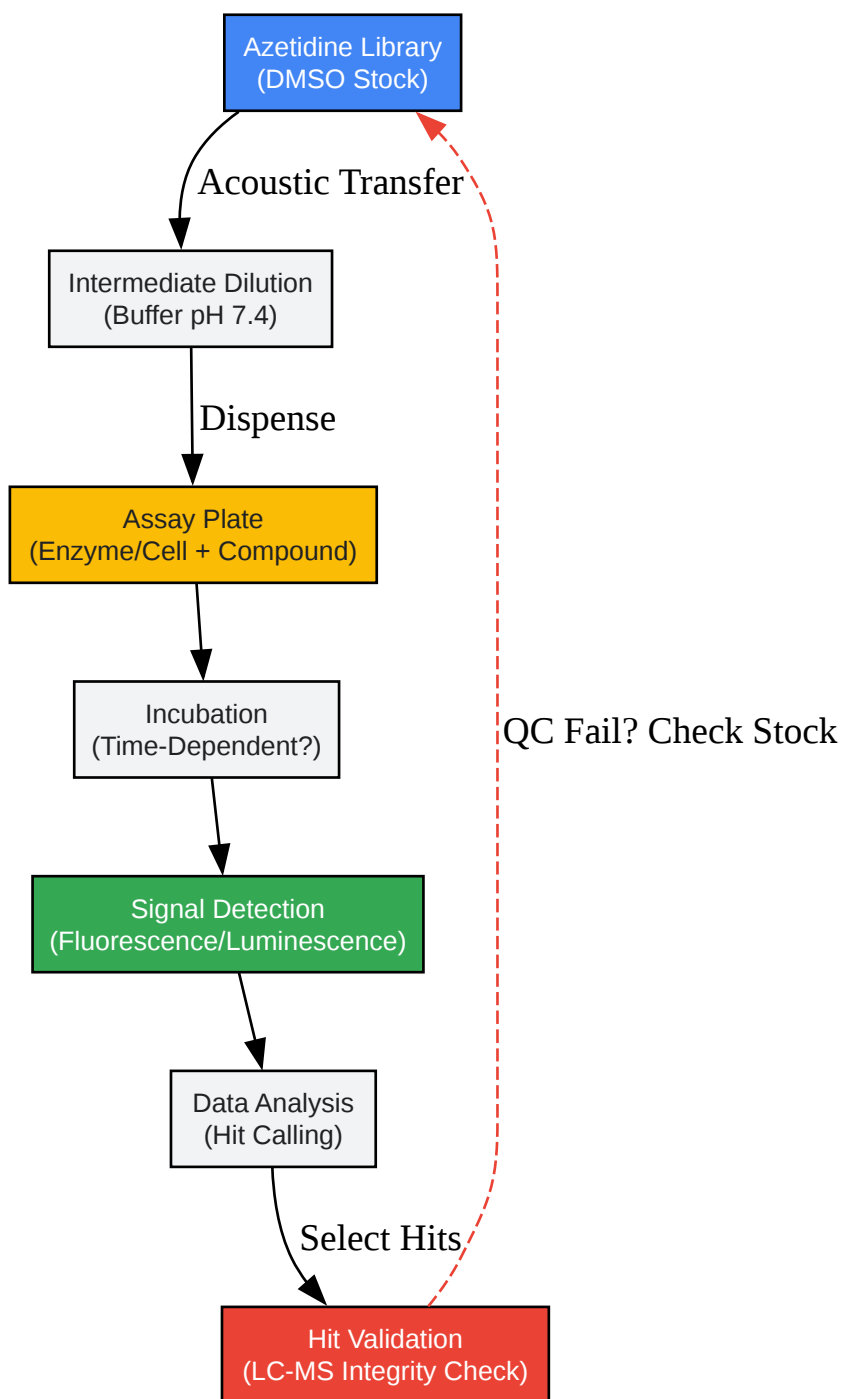 Azetidine Library
(DMSO Stock)
Acoustic Transfer
Intermediate Dilution
(Buffer pH 7.4)
Dispense
Assay Plate
(Enzyme/Cell + Compound)
Incubation
(Time-Dependent?)
QC Fail? Check Stock
Signal Detection
(Fluorescence/Luminescence)
Data Analysis
(Hit Calling)
Select Hits
Hit Validation
(LC-MS Integrity Check)